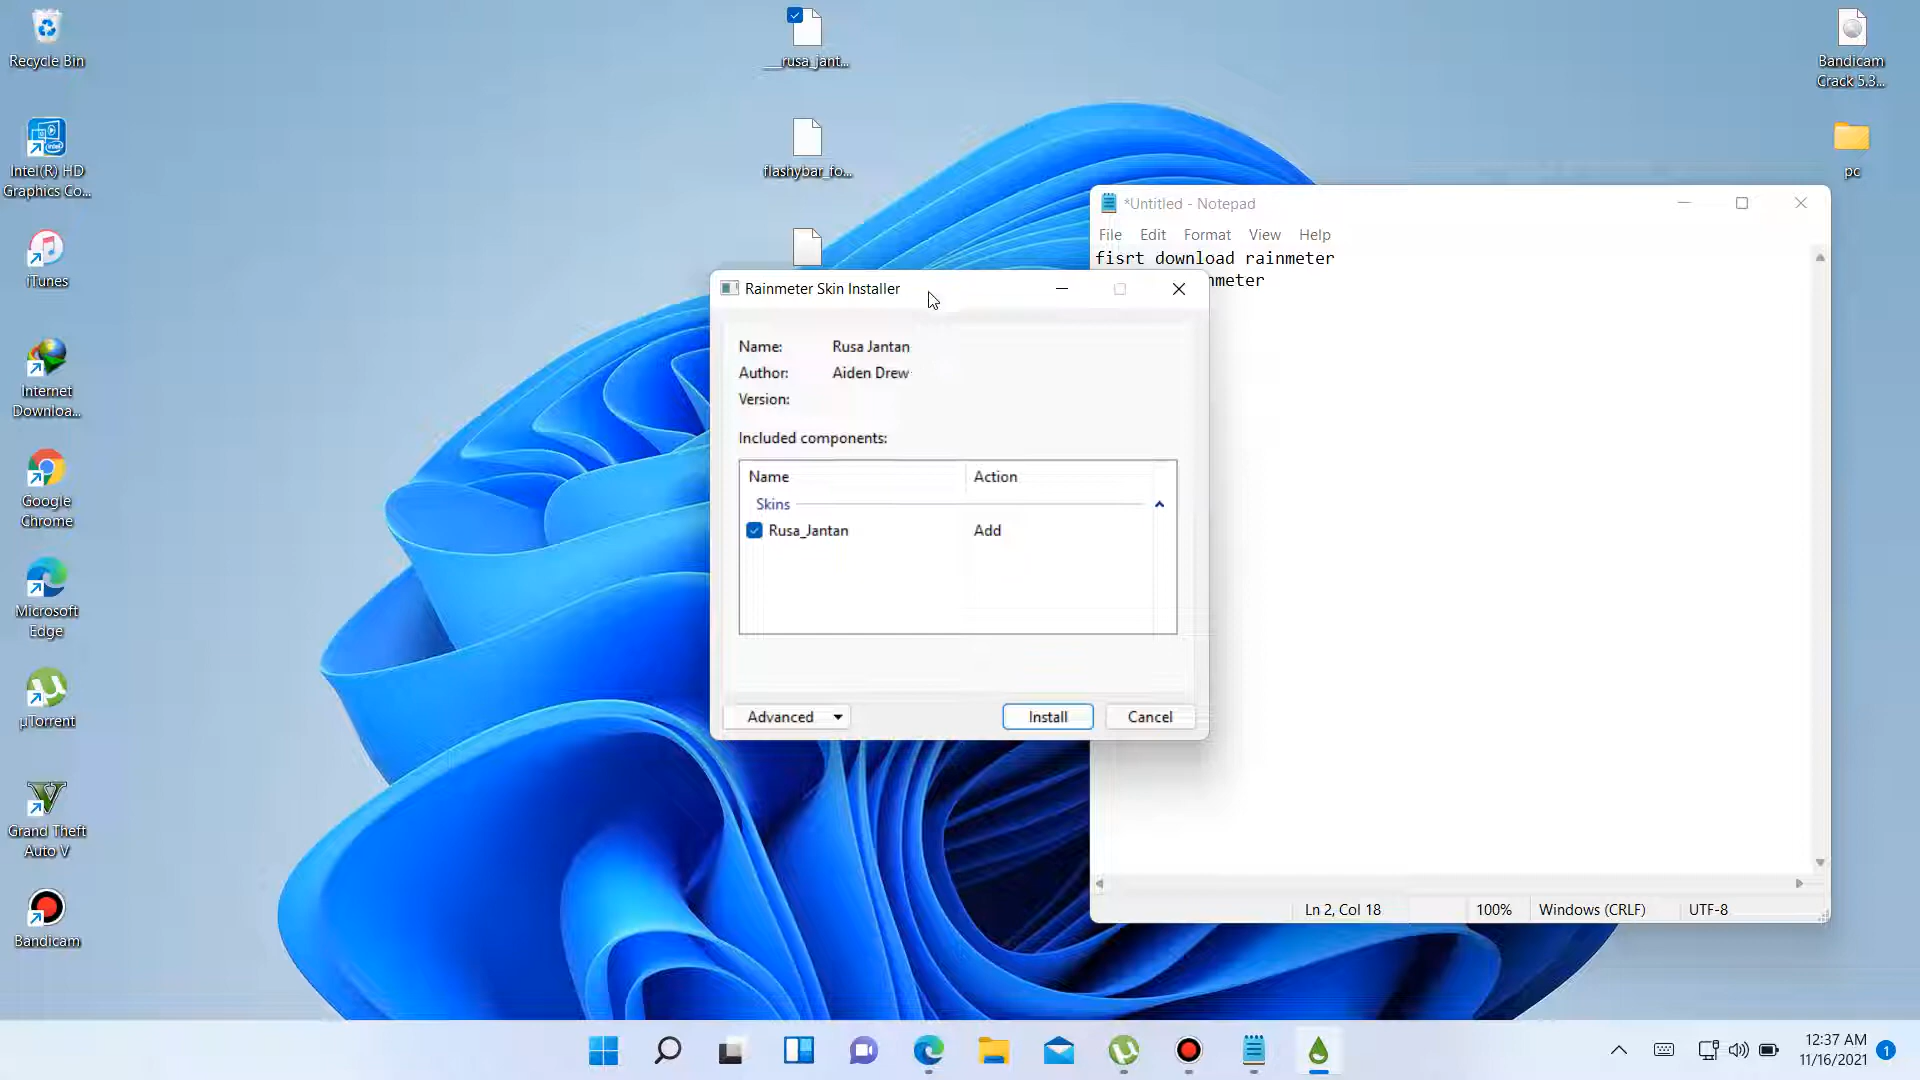 Recycle Bin
Intel(R) HD
Graphics Co...
iTunes
Internet
Downloa...
Google
Chrome
Microsoft
Edge
µTorrent
Grand Theft
Auto V
Bandicam
___rusa_jant...
flashybar_fo...
Bandicam
Crack 5.3...
pc
*Untitled - Notepad
File Edit Format View Help
fisrt download rainmeter
nmeter
Ln 2, Col 18 100% Windows (CRLF) UTF-8
Rainmeter Skin Installer
Name: Rusa Jantan
Author: Aiden Drew
Version:
Included components:
Name Action
Skins
Rusa_Jantan Add
Advanced Install Cancel
12:37 AM
11/16/2021
1